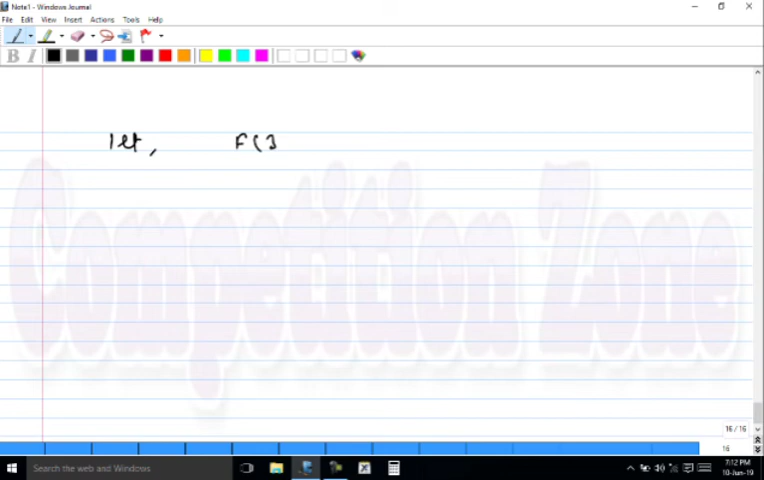 Note1 - Windows Journal
File Edit View Insert Actions Tools Help
B I
let, F(3
Competition Zone
16 / 16
16
Search the web and Windows
7:12 PM
10-Jun-19